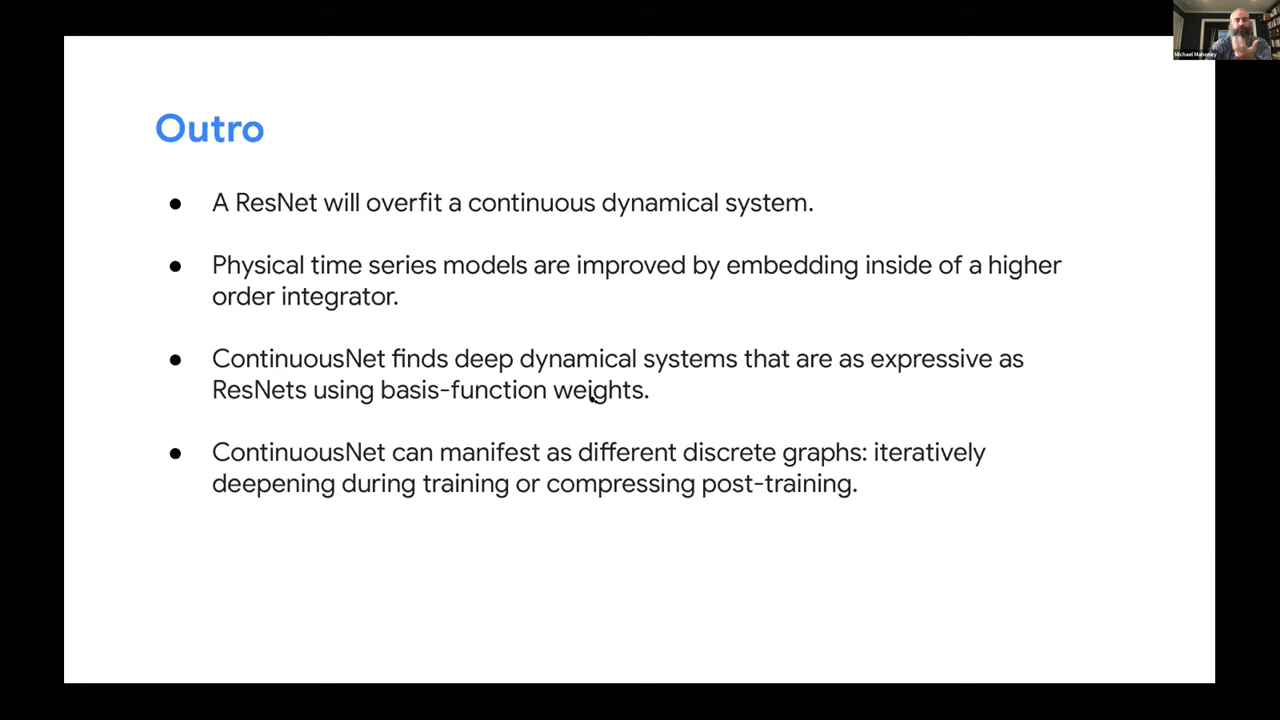 Michael Mahoney
Outro
● A ResNet will overfit a continuous dynamical system.
● Physical time series models are improved by embedding inside of a higher
order integrator.
● ContinuousNet finds deep dynamical systems that are as expressive as
ResNets using basis-function weights.
● ContinuousNet can manifest as different discrete graphs: iteratively
deepening during training or compressing post-training.